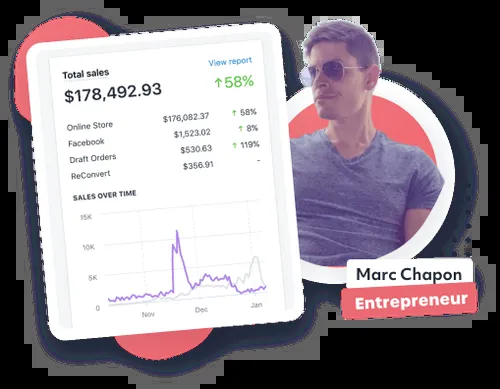 Total sales
View report
$178,492.93
↑58%
Online Store $176,082.37 ↑ 58%
Facebook $1,523.02 ↑ 8%
Draft Orders $530.63 ↑ 119%
ReConvert $356.91 -
SALES OVER TIME
15K
10K
5K
0
Nov Dec Jan
Marc Chapon
Entrepreneur